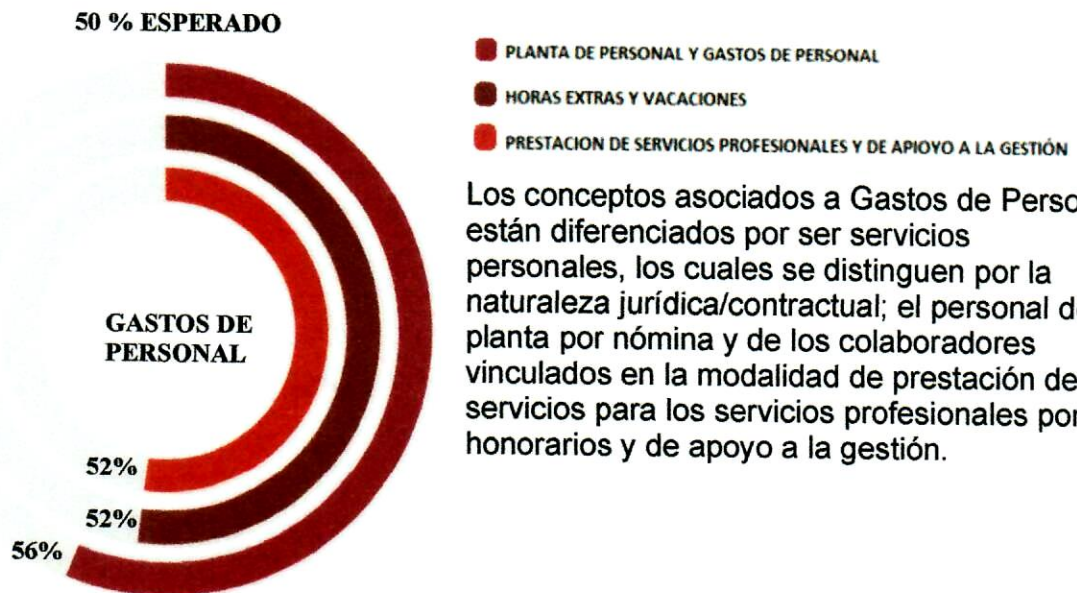 50 % ESPERADO
PLANTA DE PERSONAL Y GASTOS DE PERSONAL
HORAS EXTRAS Y VACACIONES
PRESTACION DE SERVICIOS PROFESIONALES Y DE APIOYO A LA GESTIÓN
Los conceptos asociados a Gastos de Perso
están diferenciados por ser servicios
personales, los cuales se distinguen por la
naturaleza jurídica/contractual; el personal d
planta por nómina y de los colaboradores
vinculados en la modalidad de prestación de
servicios para los servicios profesionales por
honorarios y de apoyo a la gestión.
GASTOS DE
PERSONAL
52%
52%
56%